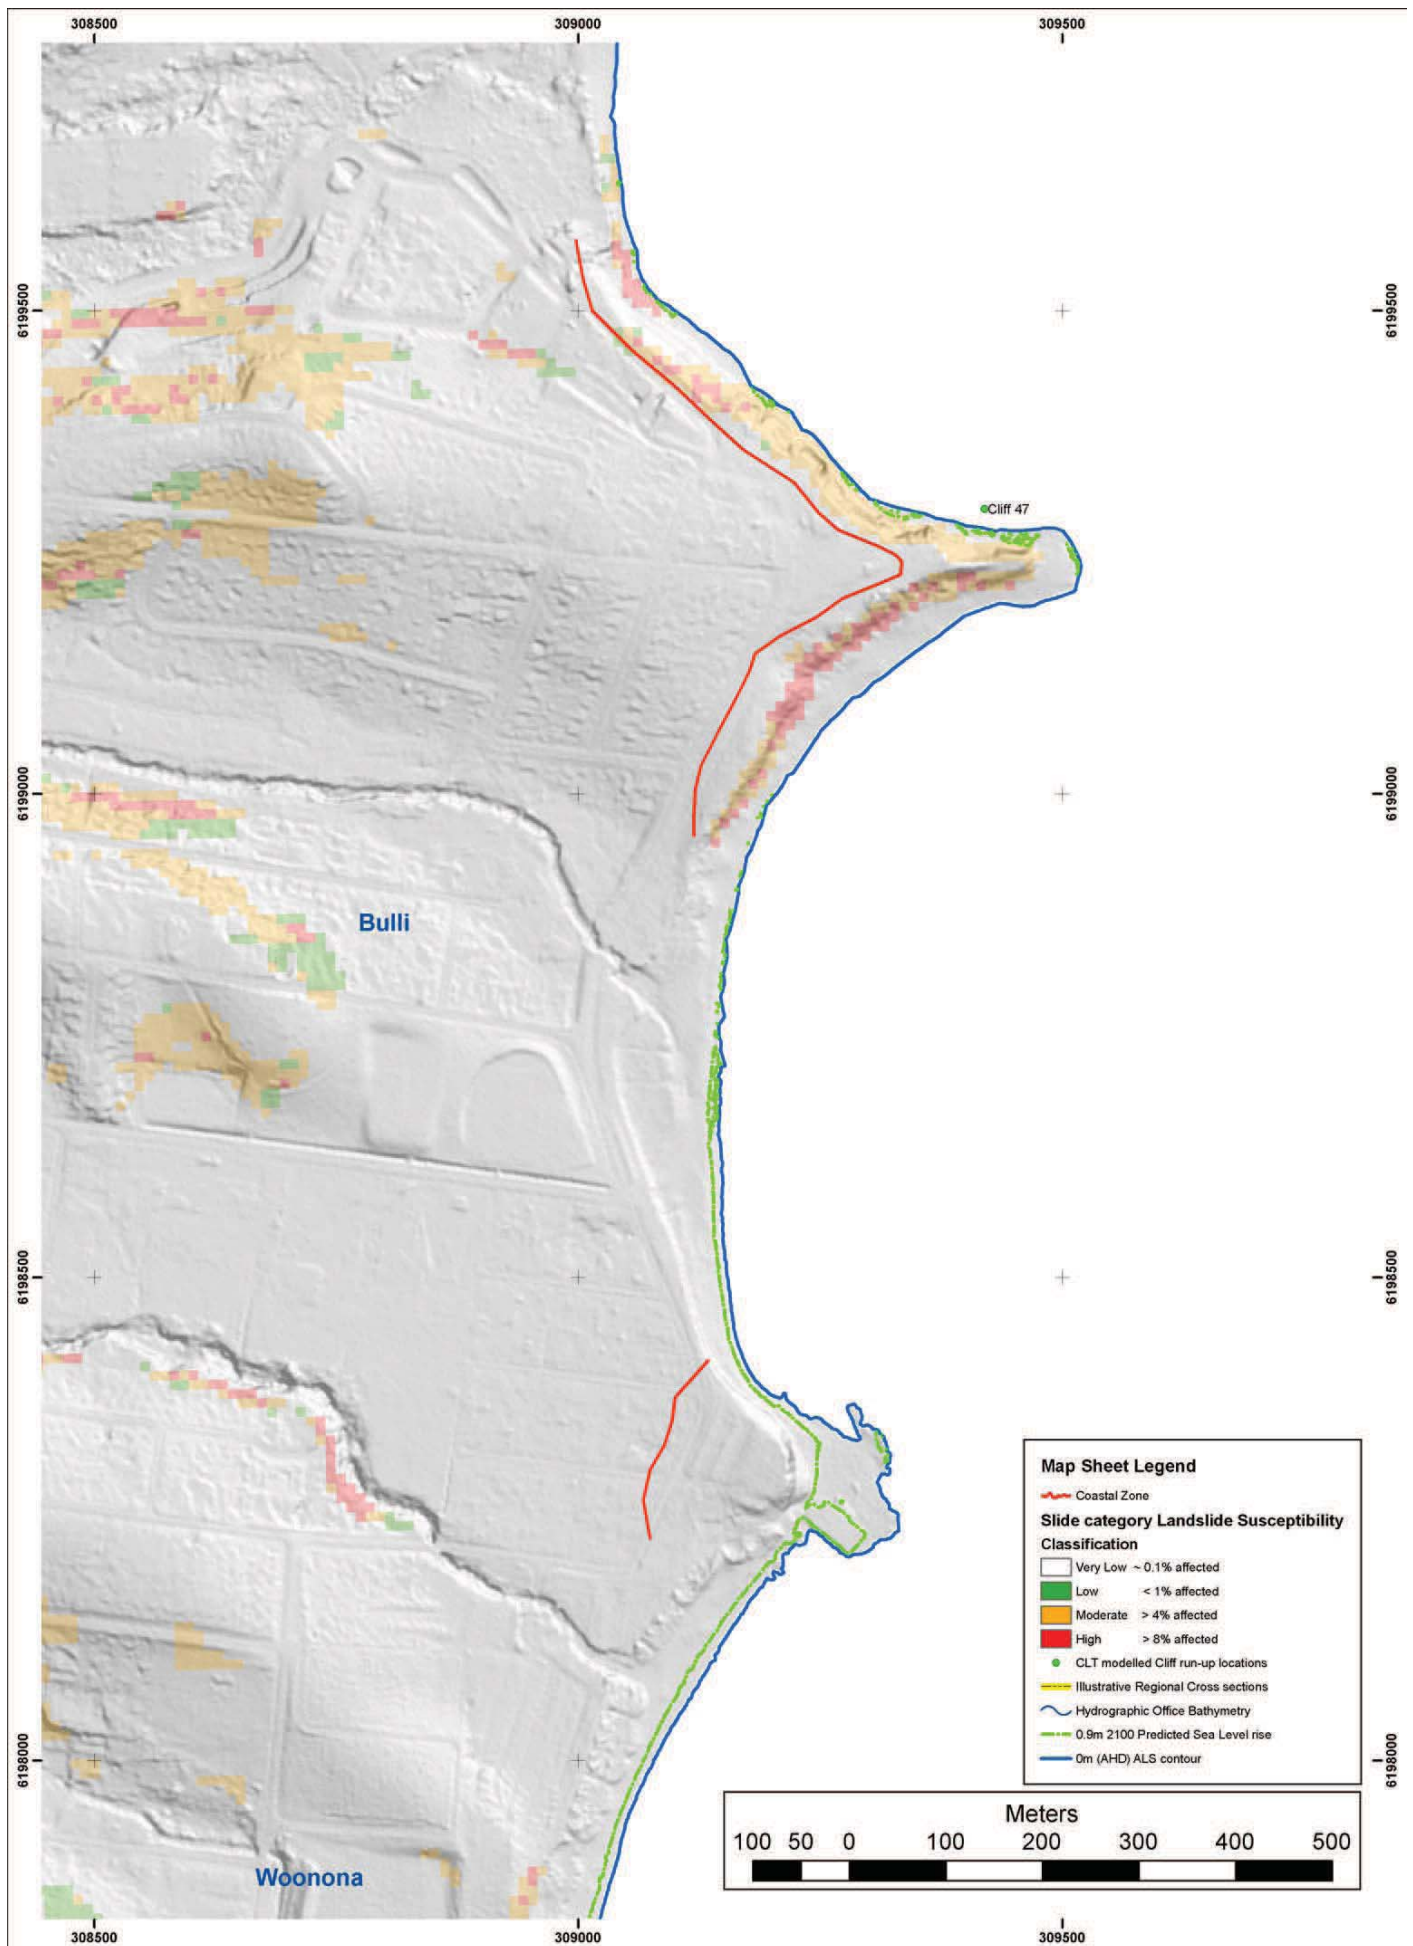 308500 309000 309500
6199500 6199500
Cliff 47
6199000 6199000
Bulli
6198500 6198500
Map Sheet Legend
Coastal Zone
Slide category Landslide Susceptibility
Classification
Very Low ~ 0.1% affected
Low < 1% affected
Moderate > 4% affected
High > 8% affected
CLT modelled Cliff run-up locations
Illustrative Regional Cross sections
Hydrographic Office Bathymetry
0.9m 2100 Predicted Sea Level rise
0m (AHD) ALS contour
6198000 6198000
Meters
100 50 0 100 200 300 400 500
Woonona
308500 309000 309500